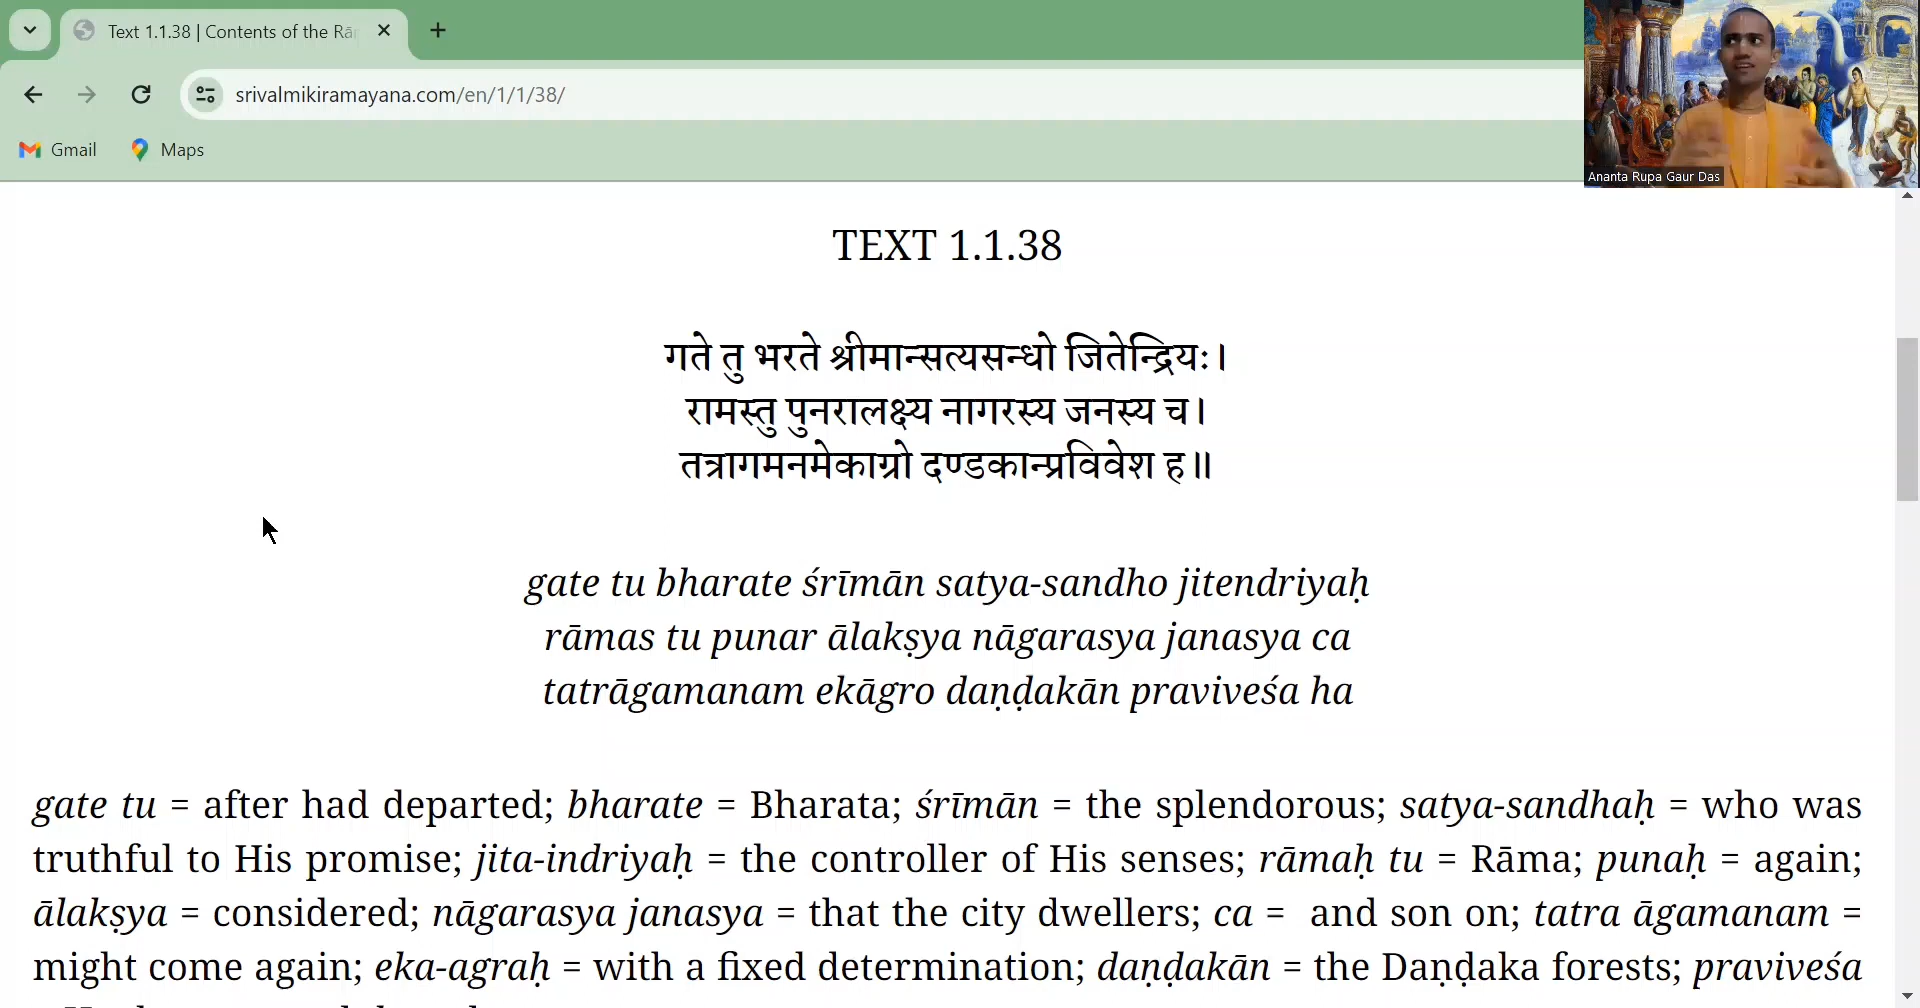 Text 1.1.38 | Contents of the Rā
srivalmikiramayana.com/en/1/1/38/
Gmail Maps
Ananta Rupa Gaur Das
TEXT 1.1.38
गते तु भरते श्रीमान्सत्यसन्धो जितेन्द्रियः।
रामस्तु पुनरालक्ष्य नागरस्य जनस्य च।
तत्रागमनमेकाग्रो दण्डकान्प्रविवेश ह॥
gate tu bharate śrīmān satya-sandho jitendriyaḥ
rāmas tu punar ālakṣya nāgarasya janasya ca
tatrāgamanam ekāgro daṇḍakān praviveśa ha
gate tu = after had departed; bharate = Bharata; śrīmān = the splendorous; satya-sandhaḥ = who was
truthful to His promise; jita-indriyaḥ = the controller of His senses; rāmaḥ tu = Rāma; punaḥ = again;
ālakṣya = considered; nāgarasya janasya = that the city dwellers; ca = and son on; tatra āgamanam =
might come again; eka-agraḥ = with a fixed determination; daṇḍakān = the Daṇḍaka forests; praviveśa